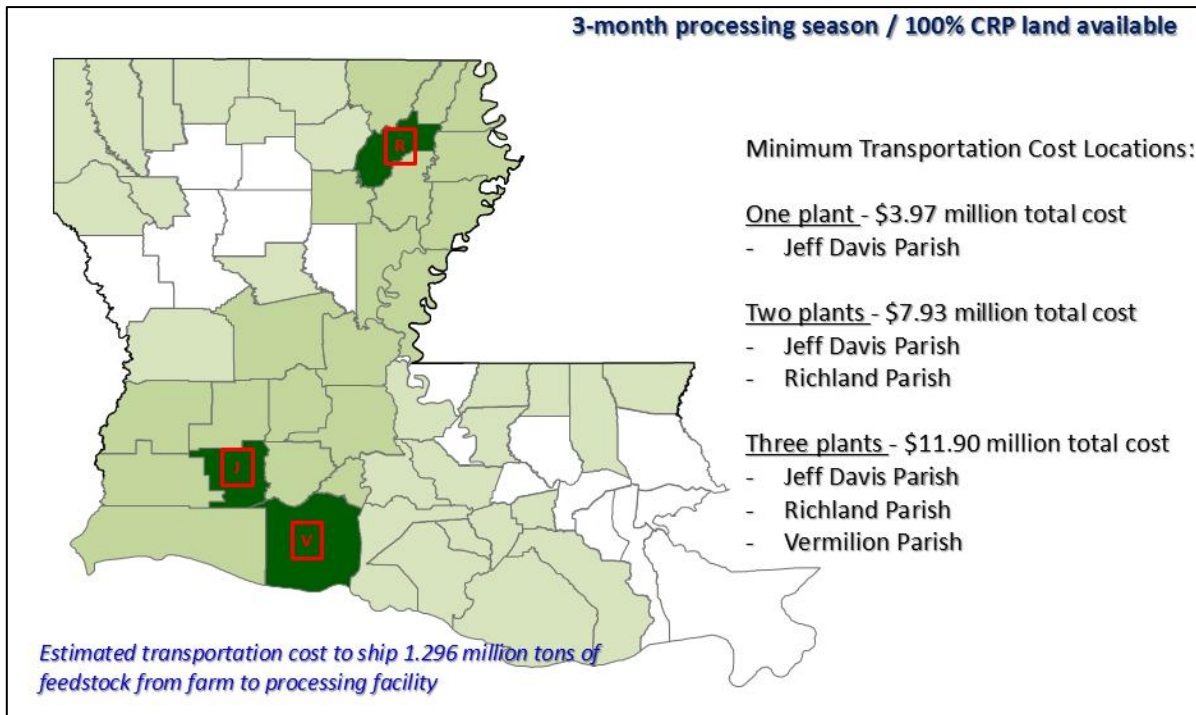 3-month processing season / 100% CRP land available
R
J
V
Minimum Transportation Cost Locations:
One plant - $3.97 million total cost
- Jeff Davis Parish
Two plants - $7.93 million total cost
- Jeff Davis Parish
- Richland Parish
Three plants - $11.90 million total cost
- Jeff Davis Parish
- Richland Parish
- Vermilion Parish
Estimated transportation cost to ship 1.296 million tons of
feedstock from farm to processing facility